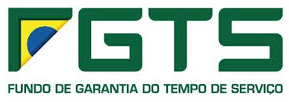 FGTS
FUNDO DE GARANTIA DO TEMPO DE SERVIÇO